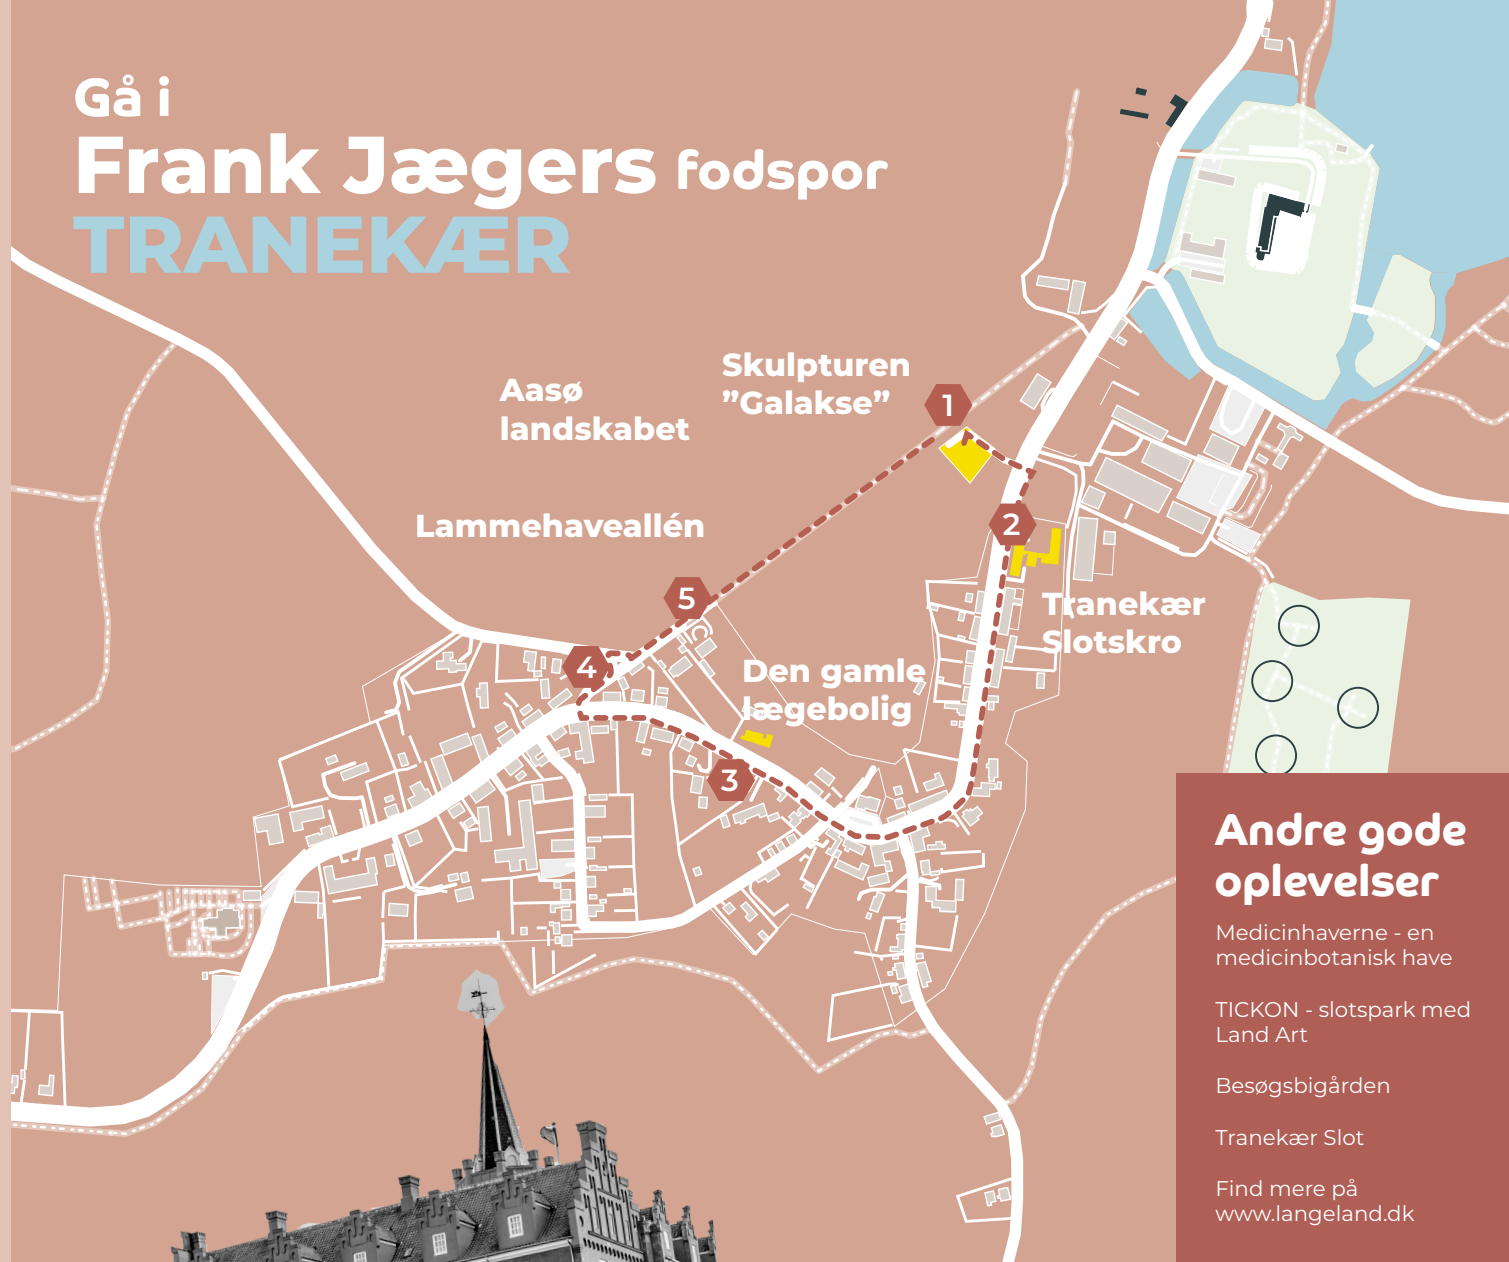 Gå i
Frank Jægers fodspor
TRANEKÆR
Skulpturen
”Galakse”
1
Aasø
landskabet
Lammehaveallén
2
Tranekær
Slotskro
5
4
Den gamle
lægebolig
3
Andre gode
oplevelser
Medicinhaverne - en
medicinbotanisk have
TICKON - slotspark med
Land Art
Besøgsbigården
Tranekær Slot
Find mere på
www.langeland.dk